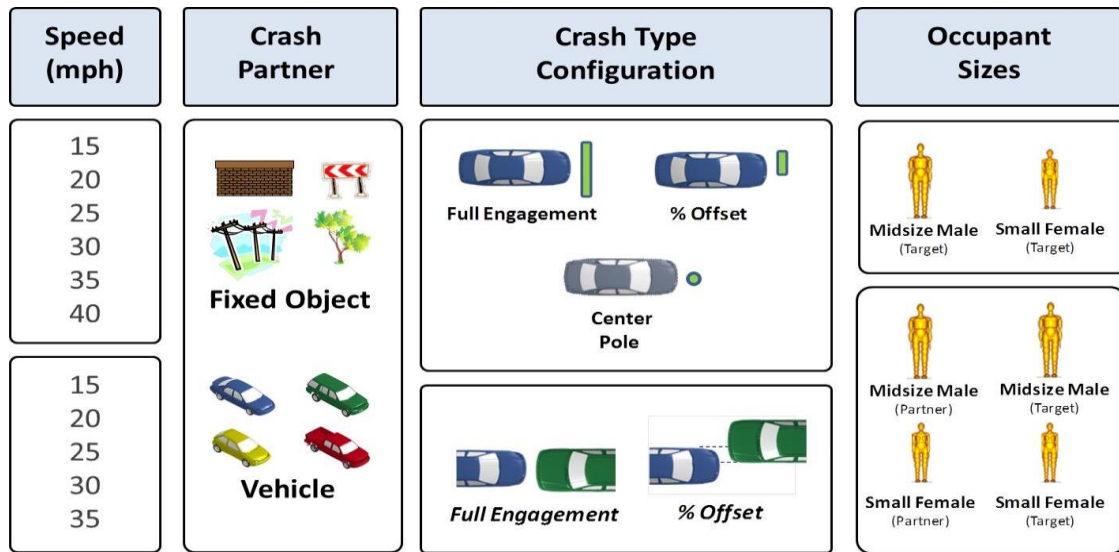 Speed
(mph)
Crash
Partner
Crash Type
Configuration
Occupant
Sizes
15
20
25
30
35
40
Fixed Object
Full Engagement
% Offset
Center
Pole
Midsize Male
(Target)
Small Female
(Target)
15
20
25
30
35
Vehicle
Full Engagement
% Offset
Midsize Male
(Partner)
Midsize Male
(Target)
Small Female
(Partner)
Small Female
(Target)